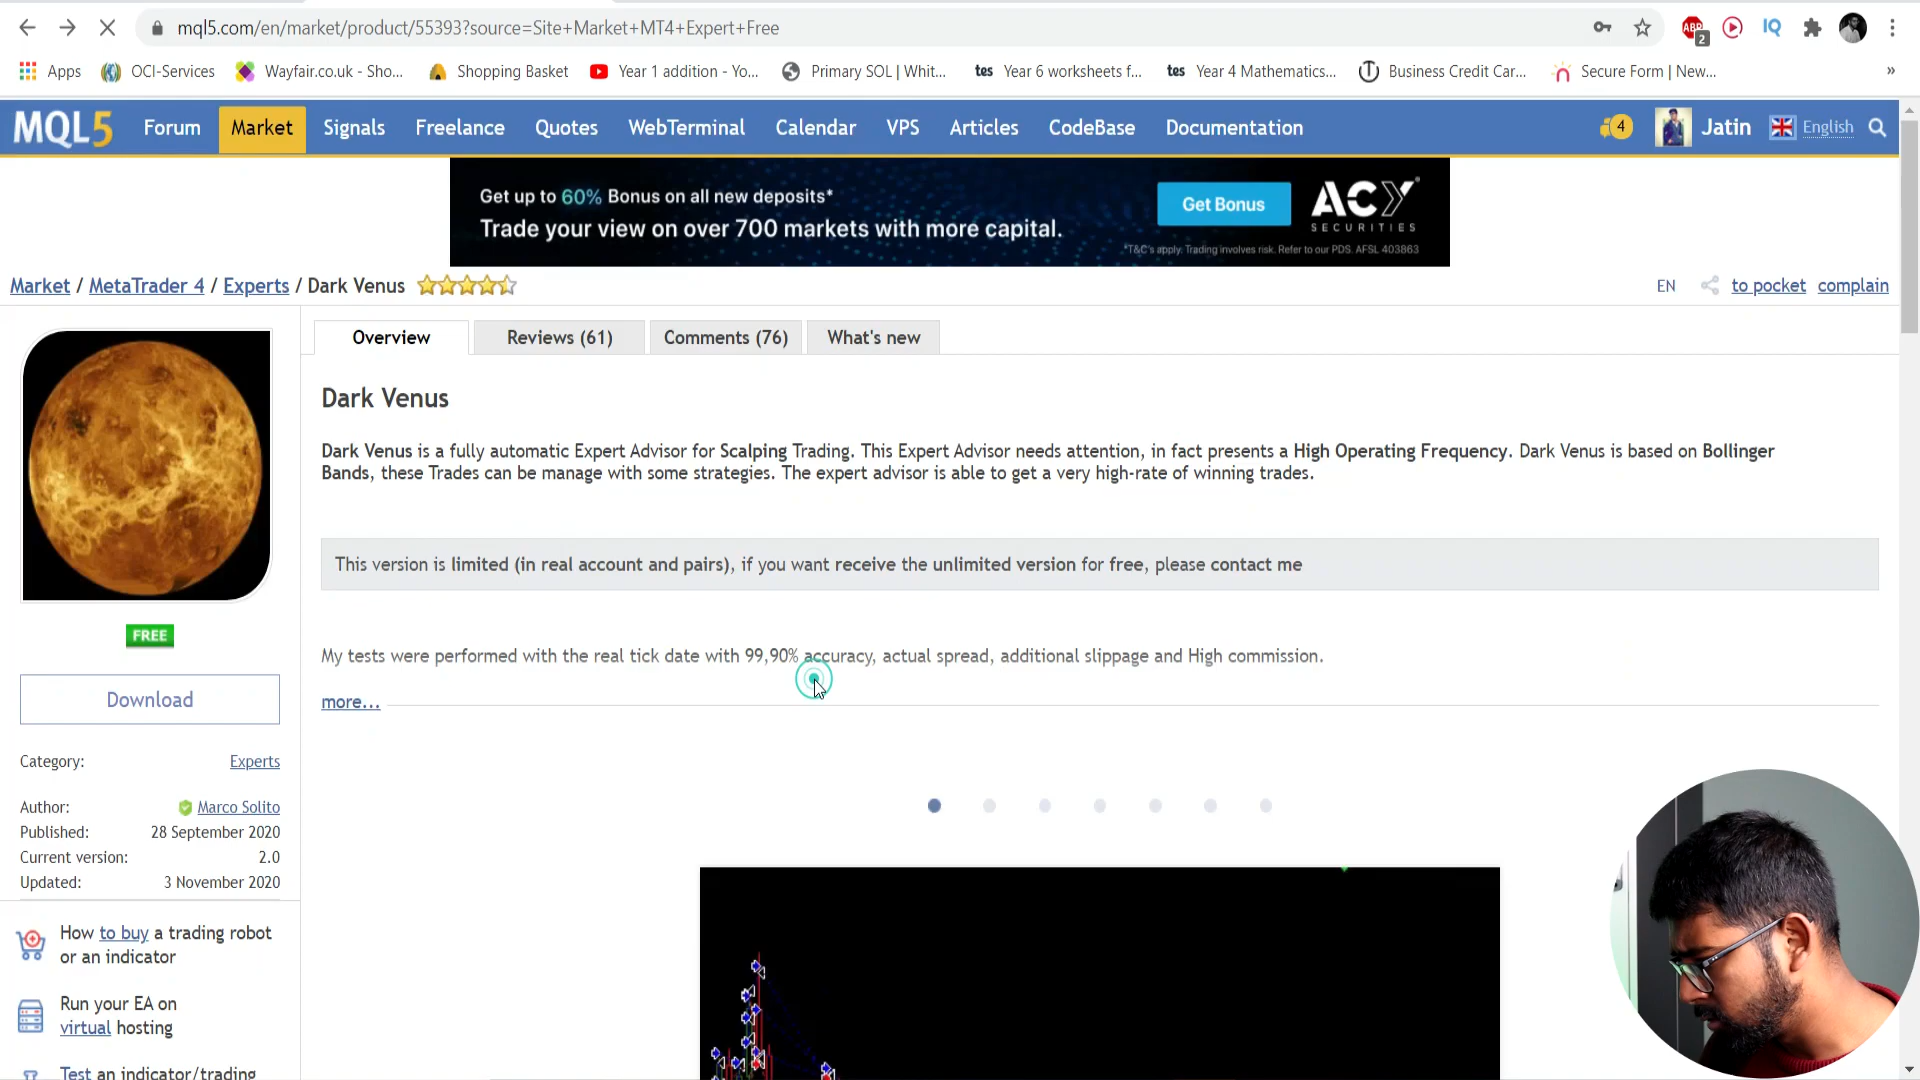 mql5.com/en/market/product/55393?source=Site+Market+MT4+Expert+Free
ABP 2 IQ
Apps OCI-Services Wayfair.co.uk - Sho... Shopping Basket Year 1 addition - Yo... Primary SOL | Whit... tes Year 6 worksheets f... tes Year 4 Mathematics... Business Credit Car... Secure Form | New... »
MQL5 Forum Market Signals Freelance Quotes WebTerminal Calendar VPS Articles CodeBase Documentation 4 Jatin English
Get up to 60% Bonus on all new deposits*
Trade your view on over 700 markets with more capital.
Get Bonus
ACY
SECURITIES
*T&C's apply. Trading involves risk. Refer to our PDS. AFSL 403863
Market / MetaTrader 4 / Experts / Dark Venus
EN to pocket complain
Overview Reviews (61) Comments (76) What's new
Dark Venus
Dark Venus is a fully automatic Expert Advisor for Scalping Trading. This Expert Advisor needs attention, in fact presents a High Operating Frequency. Dark Venus is based on Bollinger
Bands, these Trades can be manage with some strategies. The expert advisor is able to get a very high-rate of winning trades.
This version is limited (in real account and pairs), if you want receive the unlimited version for free, please contact me
My tests were performed with the real tick date with 99,90% accuracy, actual spread, additional slippage and High commission.
more...
FREE
Download
Category: Experts
Author: Marco Solito
Published: 28 September 2020
Current version: 2.0
Updated: 3 November 2020
How to buy a trading robot
or an indicator
Run your EA on
virtual hosting
Test an indicator/trading